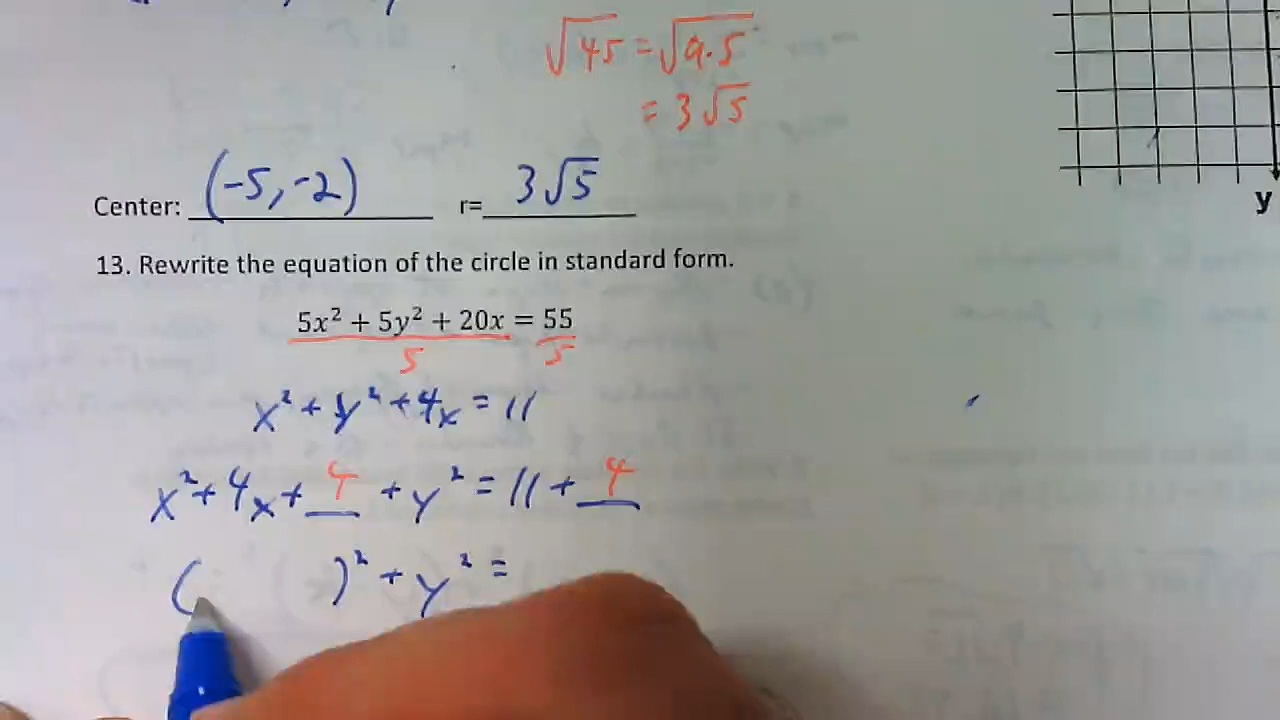 √45 = √9·5
= 3√5
Center: (-5, -2) r= 3√5
13. Rewrite the equation of the circle in standard form.
5x² + 5y² + 20x = 55
5 5
x² + y² + 4x = 11
x² + 4x + 4 + y² = 11 + 4
( )² + y² =
y